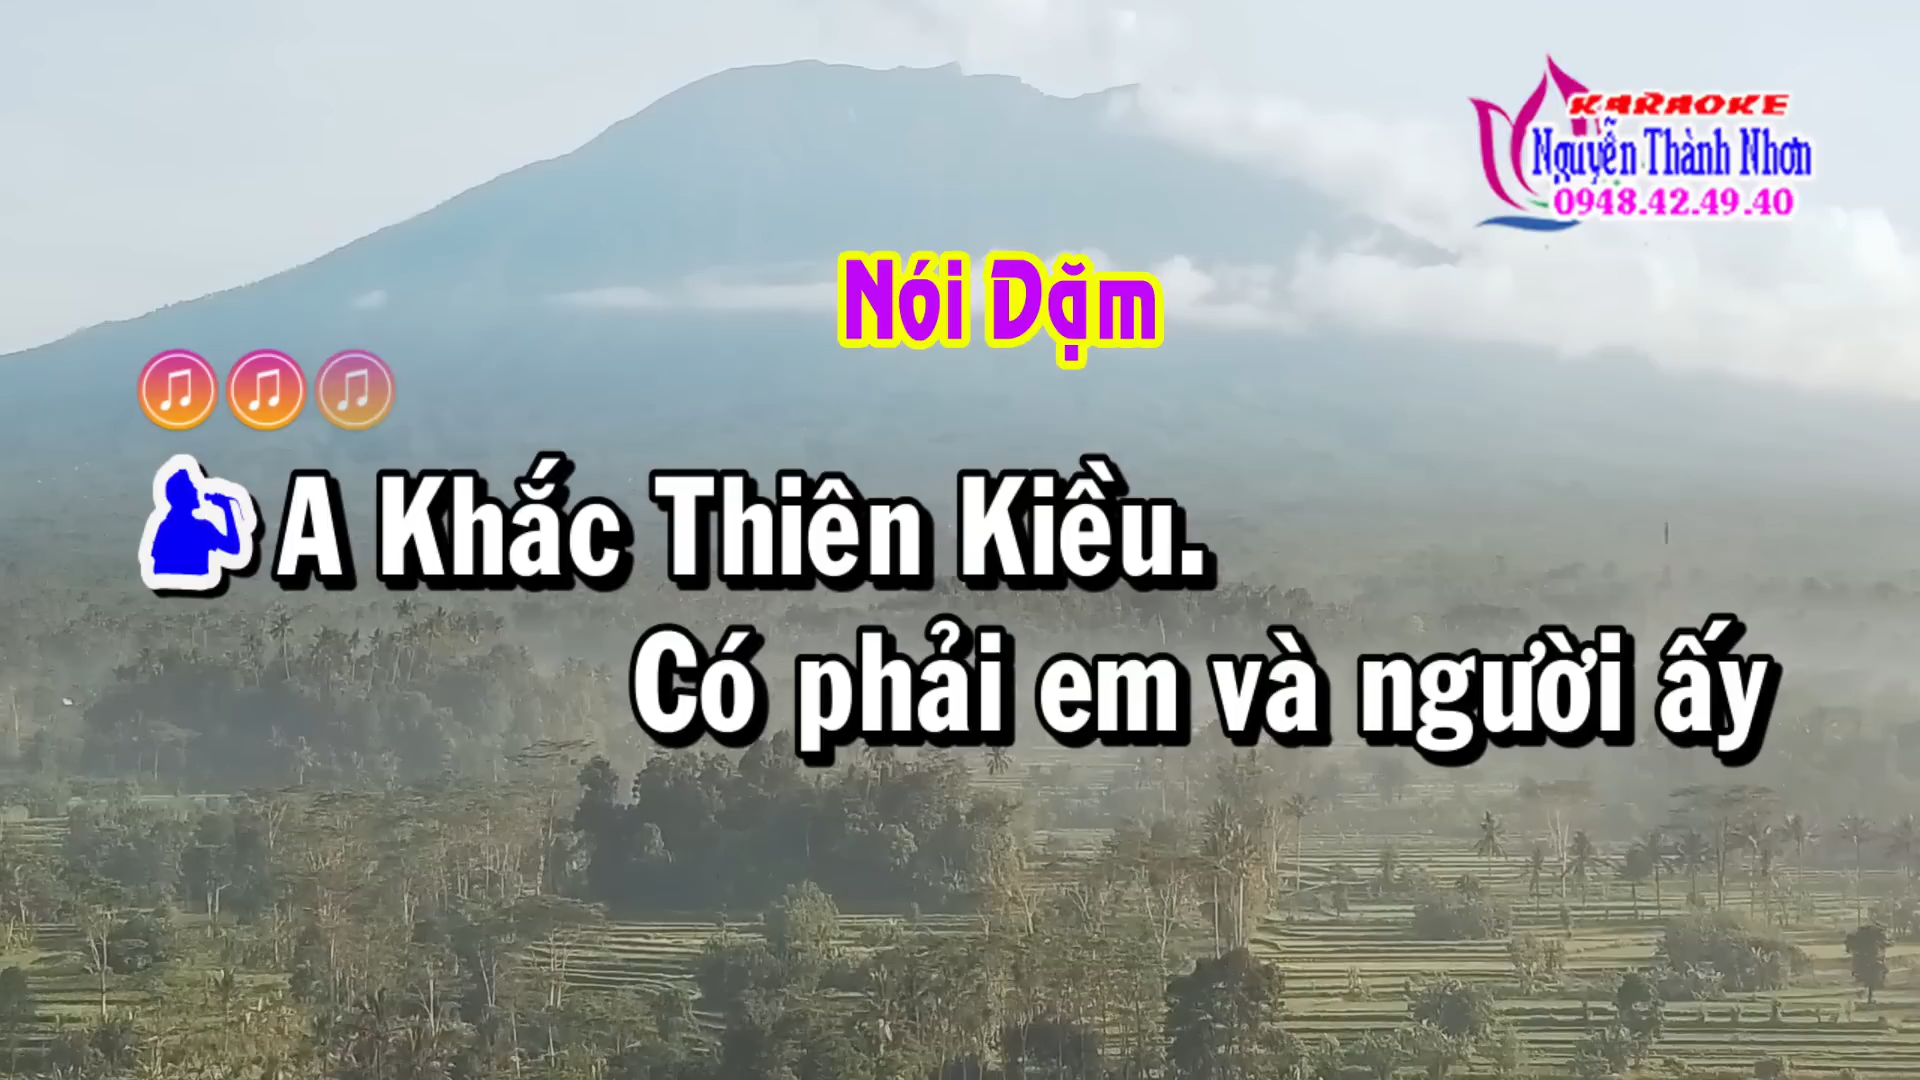 KARAOKE
Nguyễn Thành Nhơn
0948.42.49.40
Nói Dặm
A Khắc Thiên Kiều.
Có phải em và người ấy